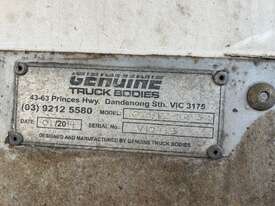 GENUINE
TRUCK BODIES
43-63 Princes Hwy. Dandenong Sth. VIC 3175
(03) 9212 5580 MODEL:
DATE: /20 SERIAL No.
DESIGNED AND MANUFACTURED BY GENUINE TRUCK BODIES